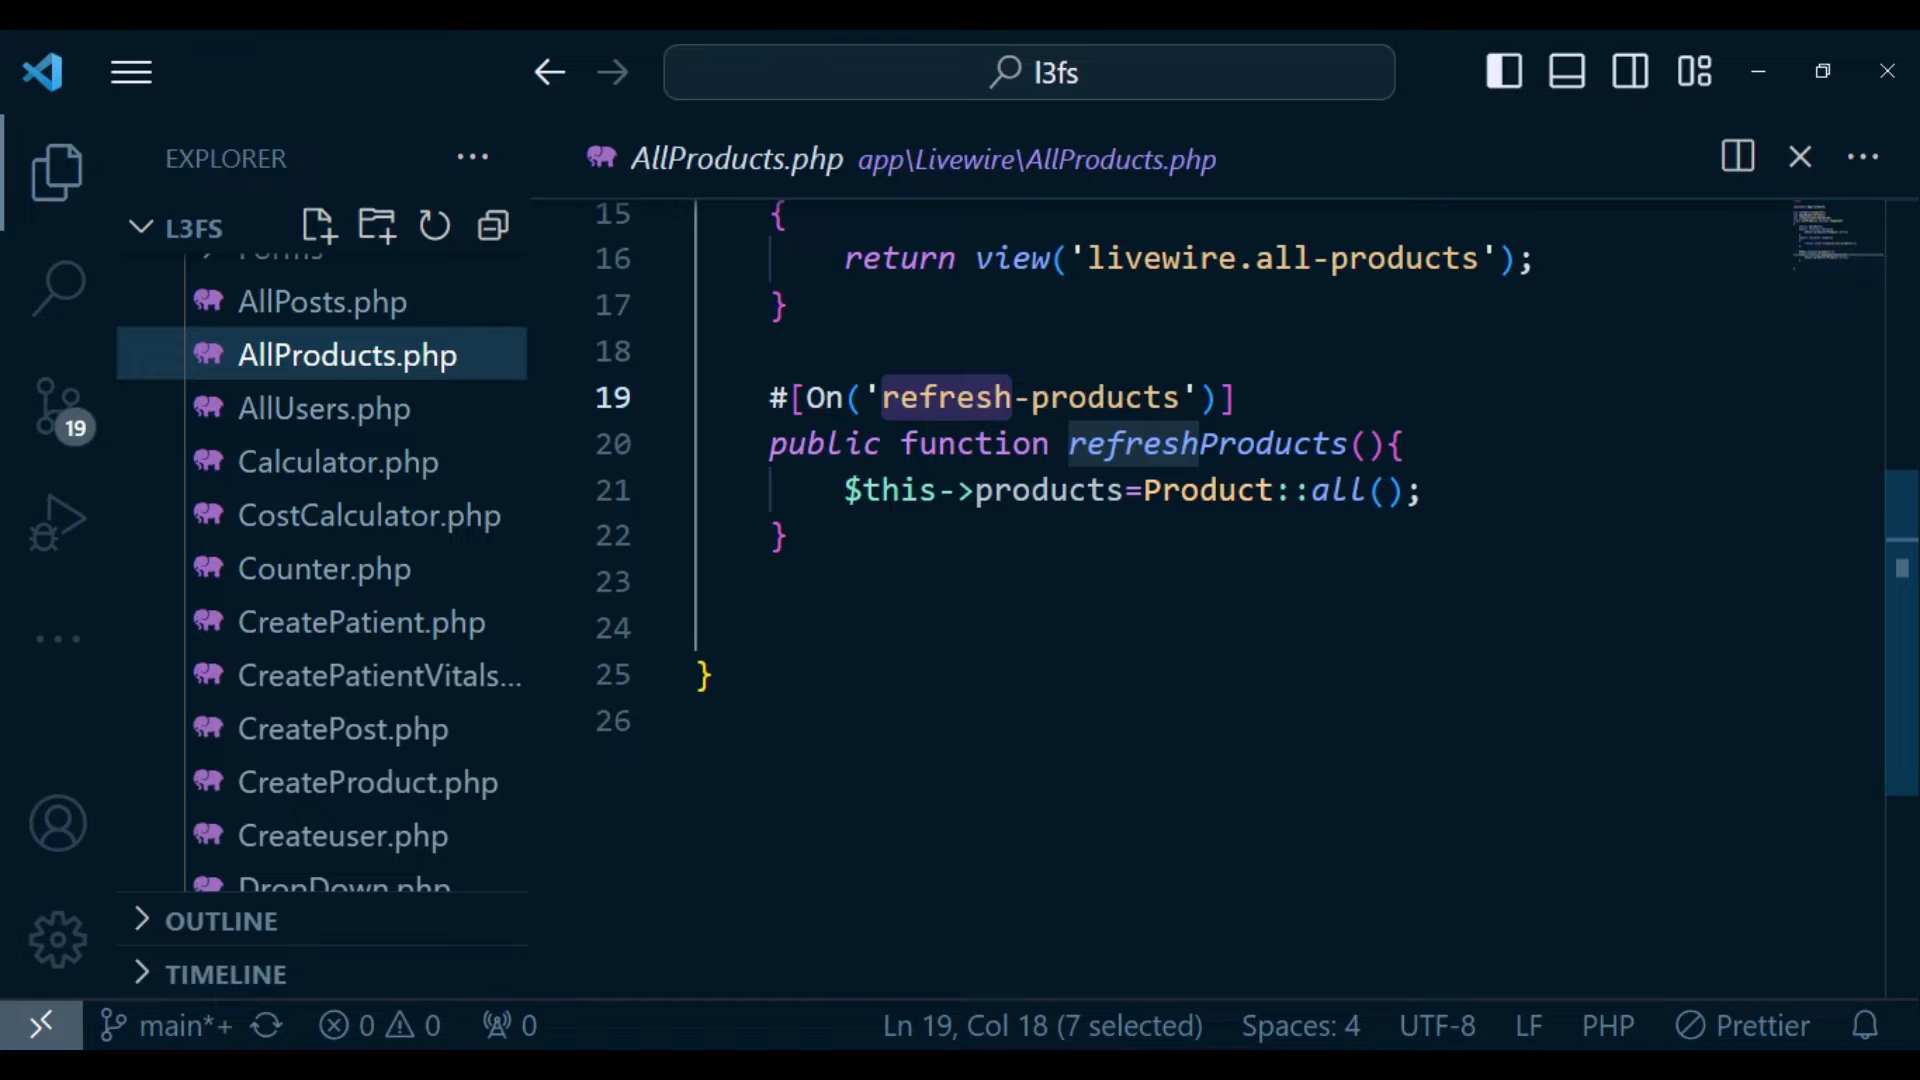 l3fs
EXPLORER
AllProducts.php app\Livewire\AllProducts.php
L3FS
Forms
AllPosts.php
AllProducts.php
AllUsers.php
Calculator.php
CostCalculator.php
Counter.php
CreatePatient.php
CreatePatientVitals...
CreatePost.php
CreateProduct.php
Createuser.php
DropDown.php
OUTLINE
TIMELINE
19
15 {
16 return view('livewire.all-products');
17 }
18
19 #[On('refresh-products')]
20 public function refreshProducts(){
21 $this->products=Product::all();
22 }
23
24
25 }
26
main*+ 0 0 0 Ln 19, Col 18 (7 selected) Spaces: 4 UTF-8 LF PHP Prettier